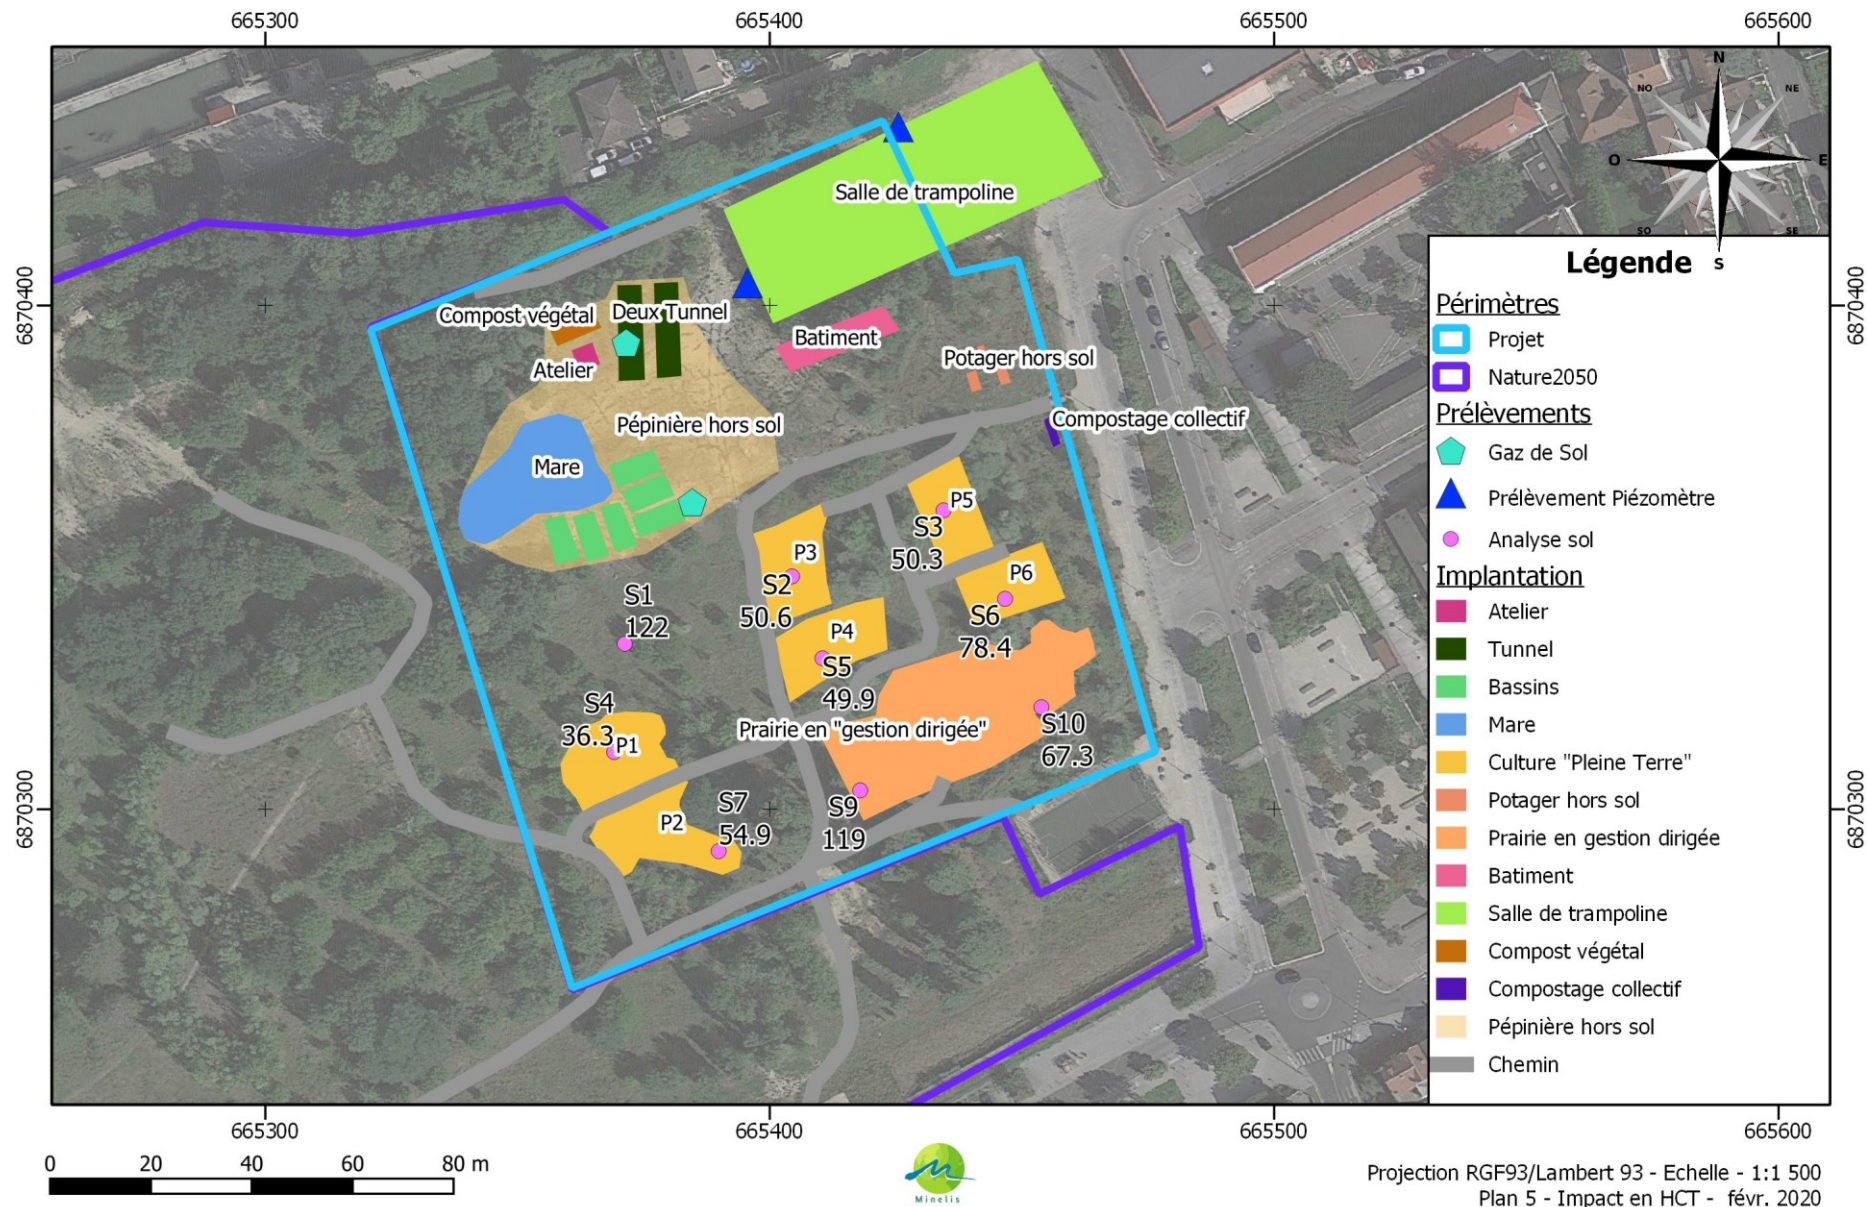 665300
665400
665500
665600
N
NO
NE
O
E
SO
SE
S
6870400
6870300
6870400
6870300
Salle de trampoline
Compost végétal
Deux Tunnel
Atelier
Batiment
Potager hors sol
Compostage collectif
Pépinière hors sol
Mare
P5
S3
50.3
P3
S2
50.6
P6
S6
78.4
S1
122
P4
S5
49.9
S4
36.3
P1
Prairie en "gestion dirigée"
S10
67.3
S7
54.9
P2
S9
119
Légende
Périmètres
Projet
Nature2050
Prélèvements
Gaz de Sol
Prélèvement Piézomètre
Analyse sol
Implantation
Atelier
Tunnel
Bassins
Mare
Culture "Pleine Terre"
Potager hors sol
Prairie en gestion dirigée
Batiment
Salle de trampoline
Compost végétal
Compostage collectif
Pépinière hors sol
Chemin
665300
665400
665500
665600
0 20 40 60 80 m
Minelis
Projection RGF93/Lambert 93 - Echelle - 1:1 500
Plan 5 - Impact en HCT - févr. 2020